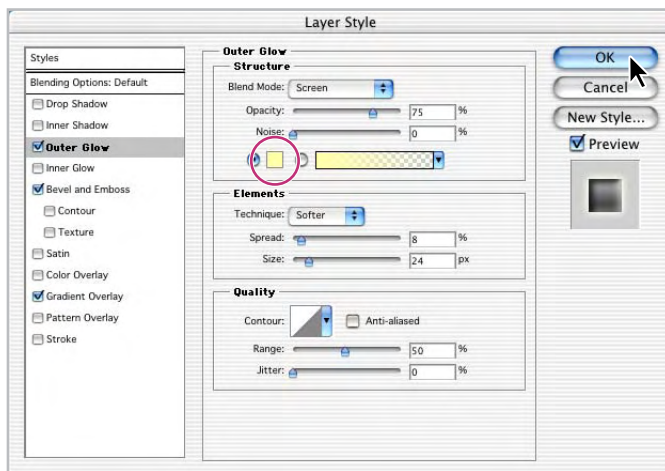 Layer Style
Styles
Blending Options: Default
Drop Shadow
Inner Shadow
Outer Glow
Inner Glow
Bevel and Emboss
Contour
Texture
Satin
Color Overlay
Gradient Overlay
Pattern Overlay
Stroke
Outer Glow
Structure
Blend Mode: Screen
Opacity: 75 %
Noise: 0 %
Elements
Technique: Softer
Spread: 8 %
Size: 24 px
Quality
Contour: Anti-aliased
Range: 50 %
Jitter: 0 %
OK
Cancel
New Style...
Preview